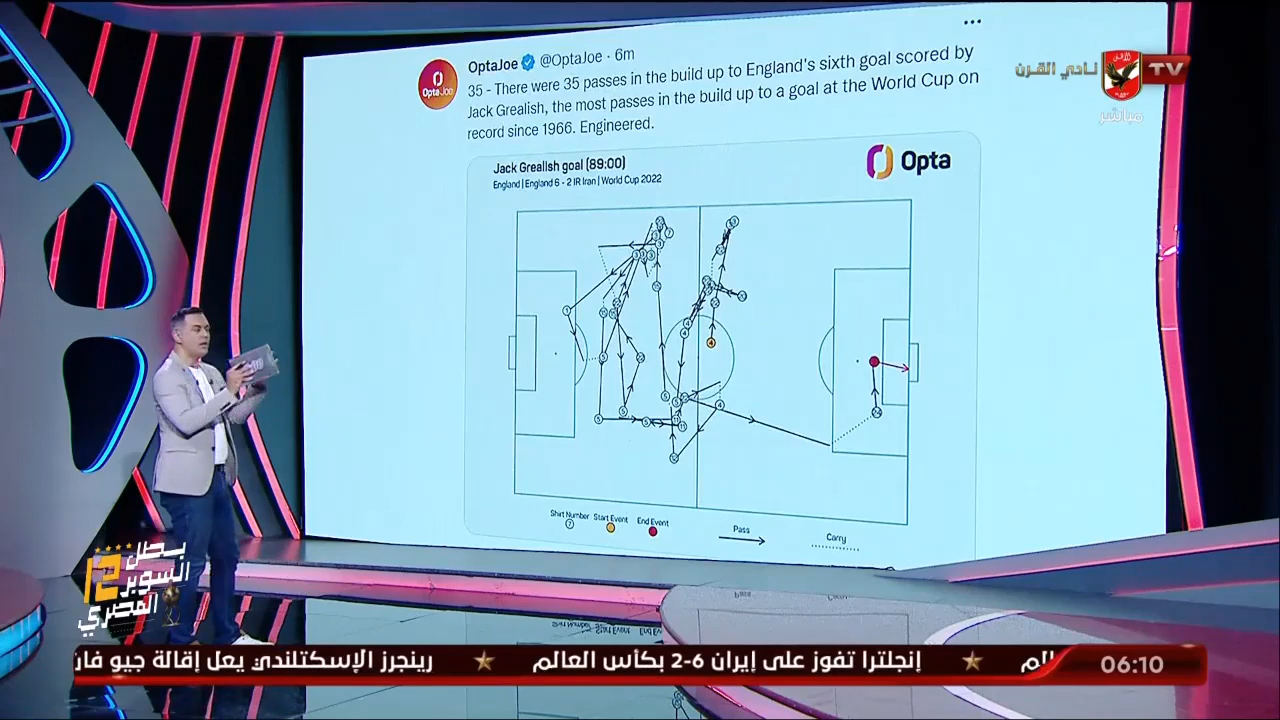 OptaJoe @OptaJoe · 6m
35 - There were 35 passes in the build up to England's sixth goal scored by
Jack Grealish, the most passes in the build up to a goal at the World Cup on
record since 1966. Engineered.
Opta Joe
Jack Grealish goal (89:00)
England | England 6 - 2 IR Iran | World Cup 2022
Opta
Shirt Number
Start Event
End Event
Pass
Carry
نادي القرن
TV
مباشر
بطل
السوبر
المصري
12
إنجلترا تفوز على إيران 6-2 بكأس العالم
رينجرز الإسكتلندي يعل إقالة جيو فان
06:10